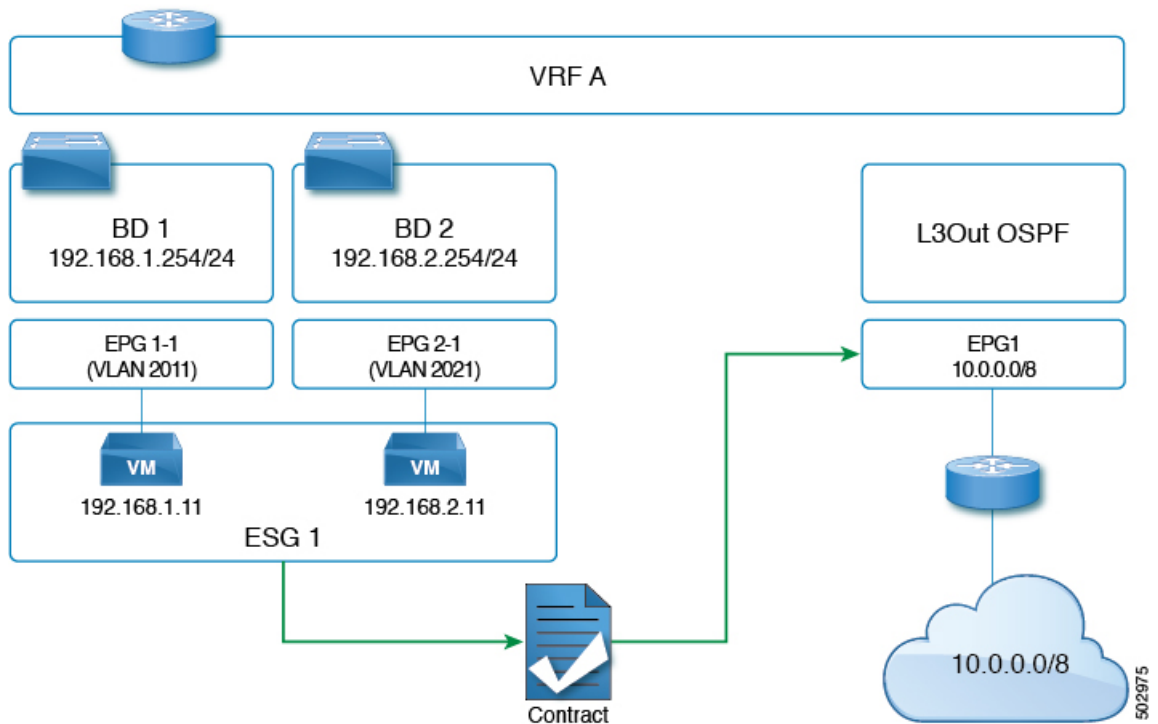 VRF A
BD 1
192.168.1.254/24
BD 2
192.168.2.254/24
L3Out OSPF
EPG 1-1
(VLAN 2011)
EPG 2-1
(VLAN 2021)
EPG1
10.0.0.0/8
VM
192.168.1.11
VM
192.168.2.11
ESG 1
Contract
10.0.0.0/8
502975